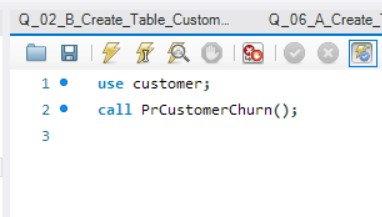 Q_02_B_Create_Table_Custom...
Q_06_A_Create_
1 use customer;
2 call PrCustomerChurn();
3